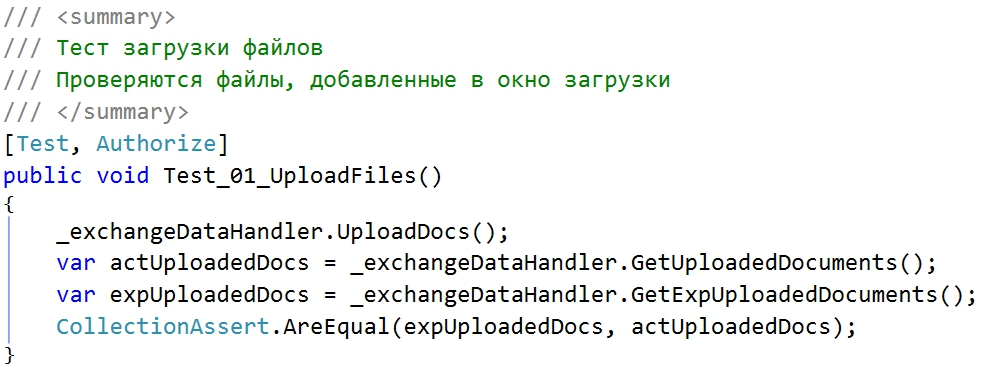 /// <summary>
/// Тест загрузки файлов
/// Проверяются файлы, добавленные в окно загрузки
/// </summary>
[Test, Authorize]
public void Test_01_UploadFiles()
{
    _exchangeDataHandler.UploadDocs();
    var actUploadedDocs = _exchangeDataHandler.GetUploadedDocuments();
    var expUploadedDocs = _exchangeDataHandler.GetExpUploadedDocuments();
    CollectionAssert.AreEqual(expUploadedDocs, actUploadedDocs);
}